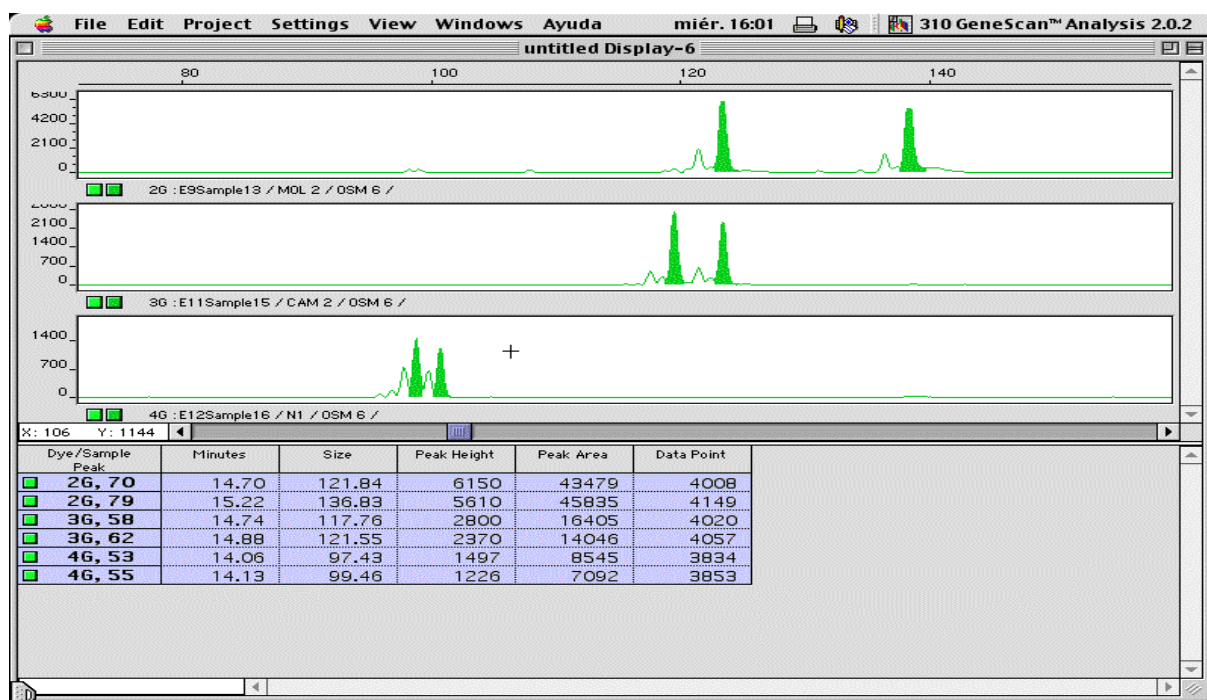 File Edit Project Settings View Windows Ayuda miér. 16:01 310 GeneScan™ Analysis 2.0.2
untitled Display-6
80 100 120 140
6300
4200
2100
0
2G : E9Sample13 / MOL 2 / OSM 6 /
2100
1400
700
0
3G : E11Sample15 / CAM 2 / OSM 6 /
1400
700
0
4G : E12Sample16 / N1 / OSM 6 /
X: 106 Y: 1144
Dye/Sample Peak Minutes Size Peak Height Peak Area Data Point
2G, 70 14.70 121.84 6150 43479 4008
2G, 79 15.22 136.83 5610 45835 4149
3G, 58 14.74 117.76 2800 16405 4020
3G, 62 14.88 121.55 2370 14046 4057
4G, 53 14.06 97.43 1497 8545 3834
4G, 55 14.13 99.46 1226 7092 3853